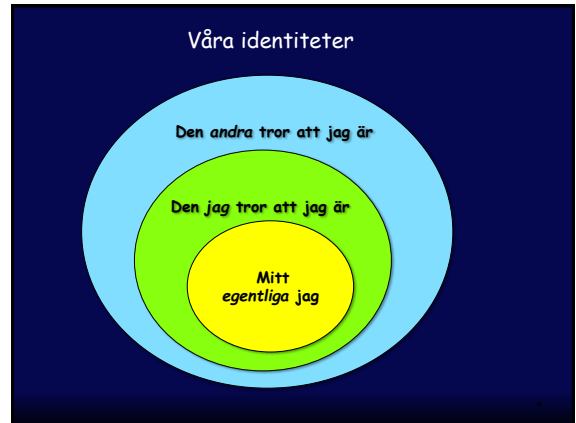 Våra identiteter
Den andra tror att jag är
Den jag tror att jag är
Mitt
egentliga jag